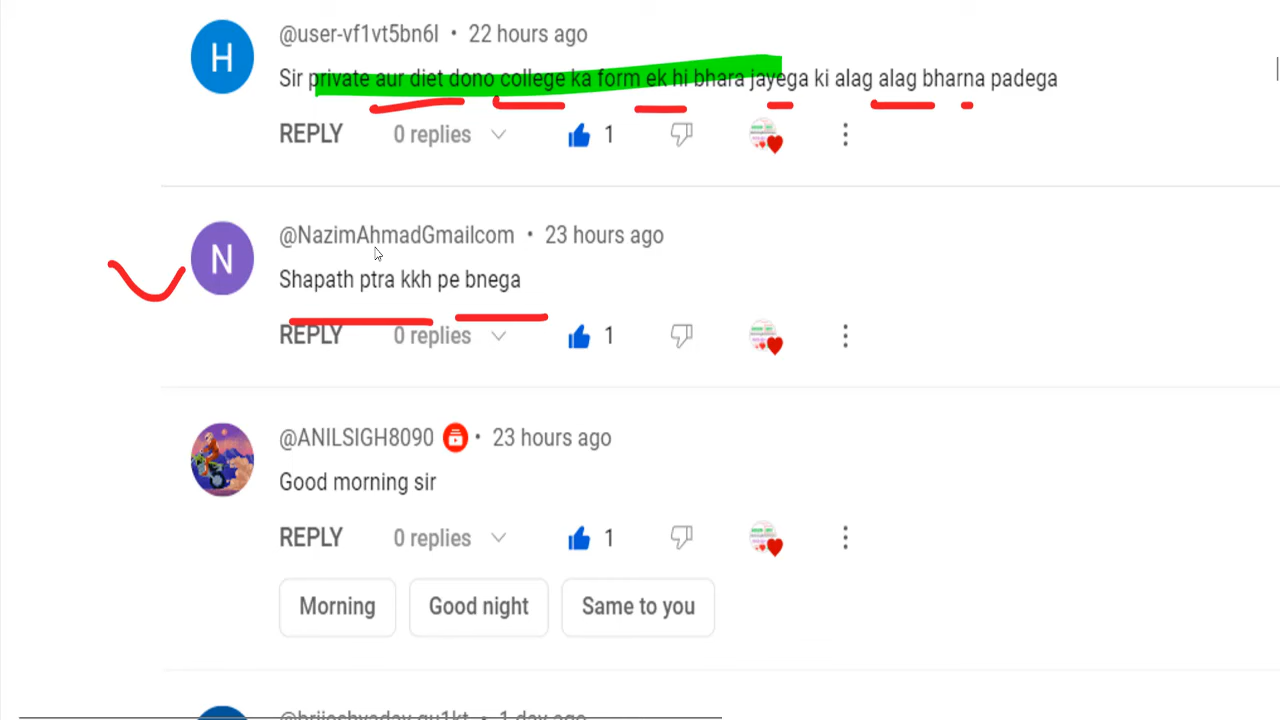 H
@user-vf1vt5bn6l • 22 hours ago
Sir private aur diet dono college ka form ek hi bhara jayega ki alag alag bharna padega
REPLY 0 replies 1
N
@NazimAhmadGmailcom • 23 hours ago
Shapath ptra kkh pe bnega
REPLY 0 replies 1
@ANILSIGH8090 • 23 hours ago
Good morning sir
REPLY 0 replies 1
Morning Good night Same to you
1 day ago